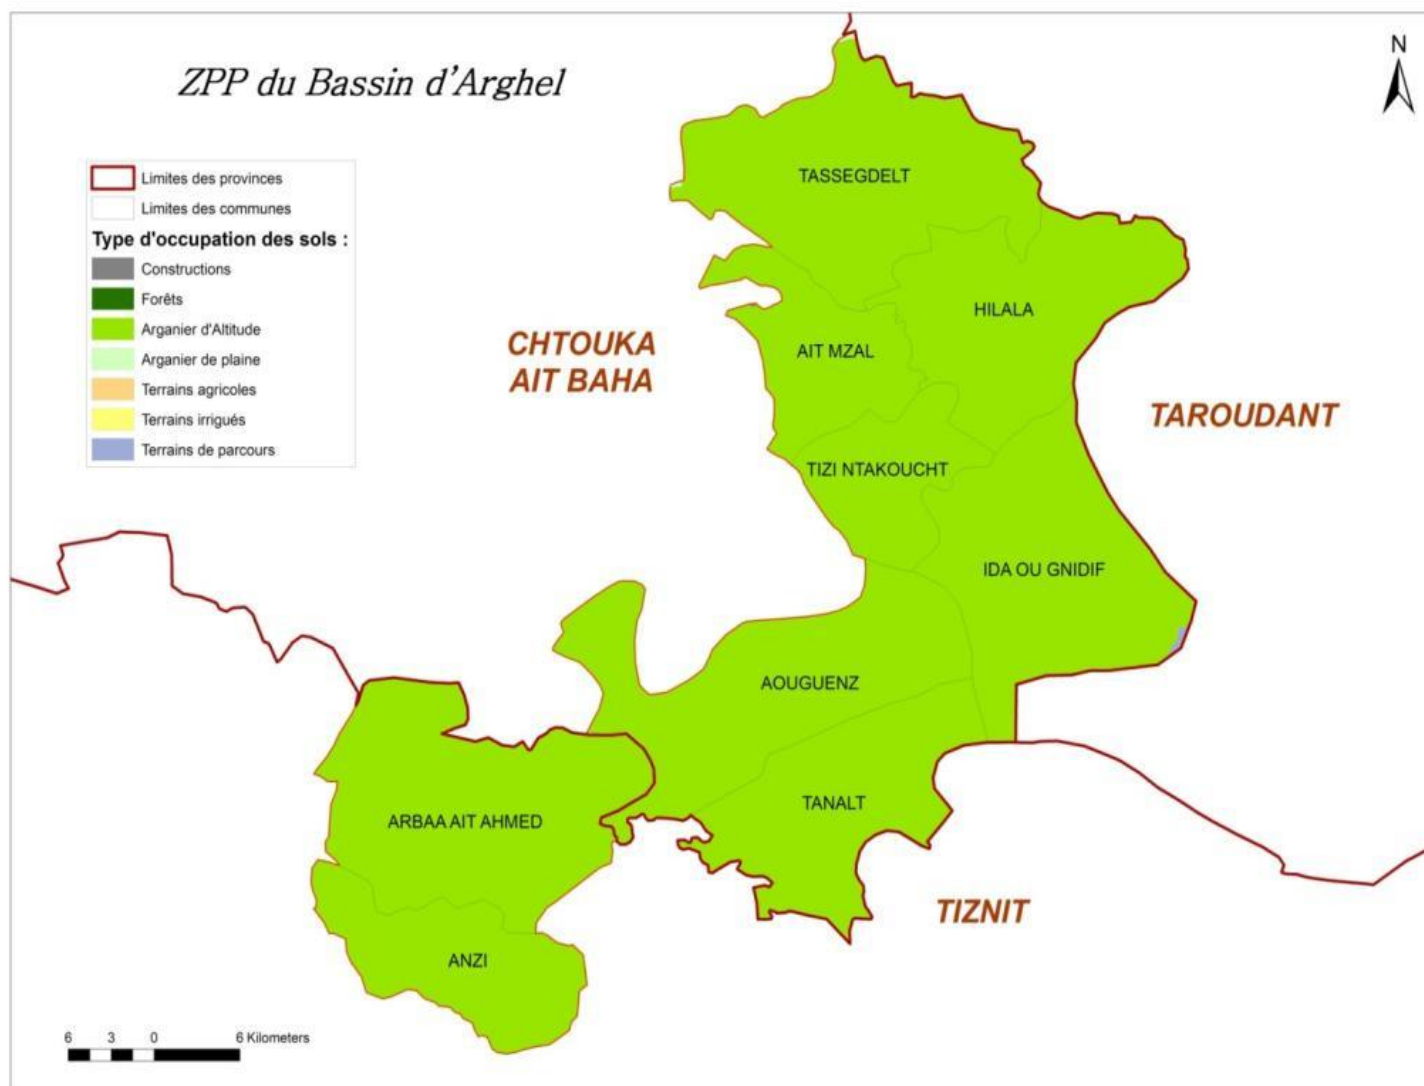 ZPP du Bassin d'Arghel
N
Limites des provinces
Limites des communes
Type d'occupation des sols :
Constructions
Forêts
Arganier d'Altitude
Arganier de plaine
Terrains agricoles
Terrains irrigués
Terrains de parcours
TASSEGDELT
HILALA
CHTOUKA
AIT BAHA
AIT MZAL
TAROUDANT
TIZI NTAKOUCHT
IDA OU GNIDIF
AOUGUENZ
TANALT
ARBAA AIT AHMED
TIZNIT
ANZI
6 3 0 6 Kilometers